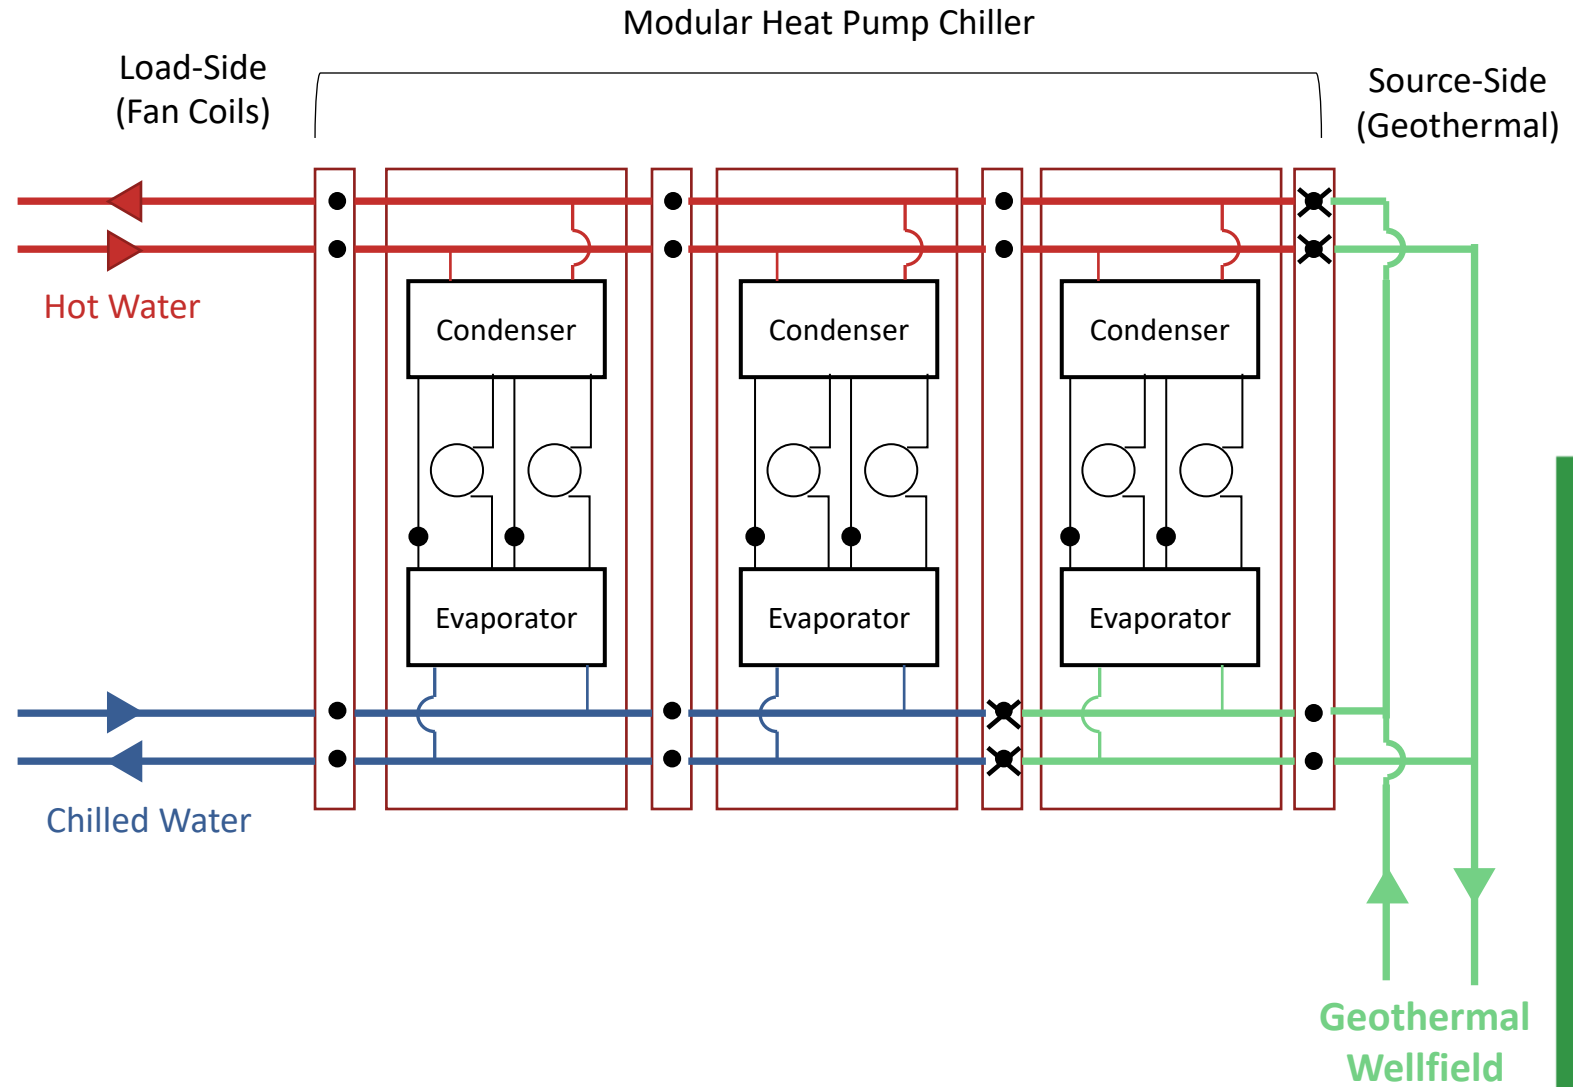 Modular Heat Pump Chiller
Load-Side
(Fan Coils)
Source-Side
(Geothermal)
Hot Water
Condenser
Condenser
Condenser
Evaporator
Evaporator
Evaporator
Chilled Water
Geothermal
Wellfield